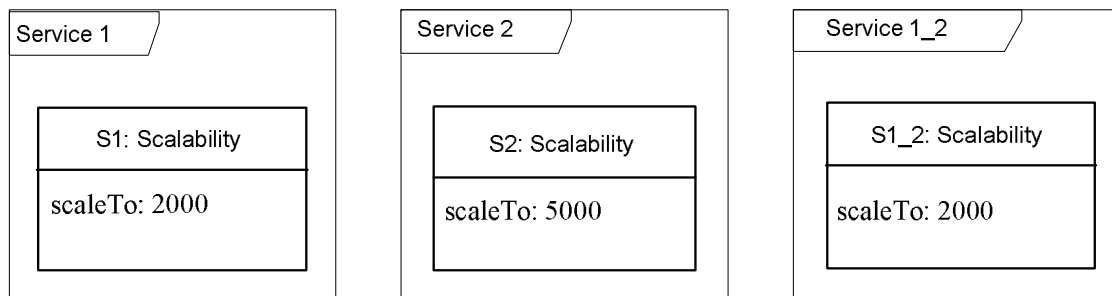 Service 1
S1: Scalability
scaleTo: 2000
Service 2
S2: Scalability
scaleTo: 5000
Service 1_2
S1_2: Scalability
scaleTo: 2000